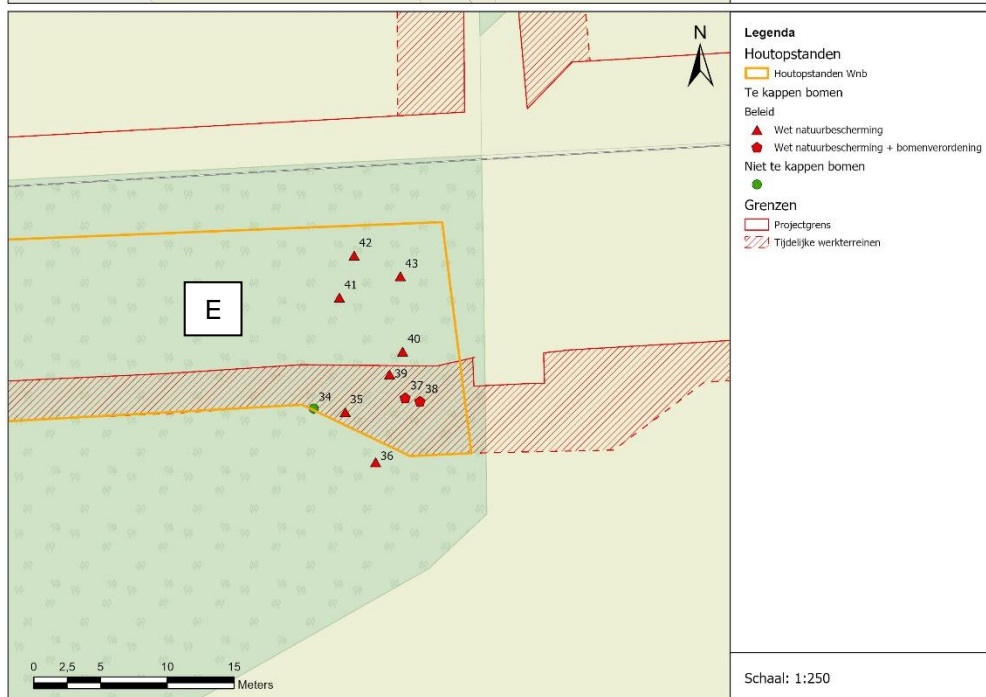 N
42
43
41
E
40
39
37
38
34
35
36
0 2,5 5 10 15
Meters
Legenda
Houtopstanden
Houtopstanden Wnb
Te kappen bomen
Beleid
Wet natuurbescherming
Wet natuurbescherming + bomenverordening
Niet te kappen bomen
Grenzen
Projectgrens
Tijdelijke werkterreinen
Schaal: 1:250